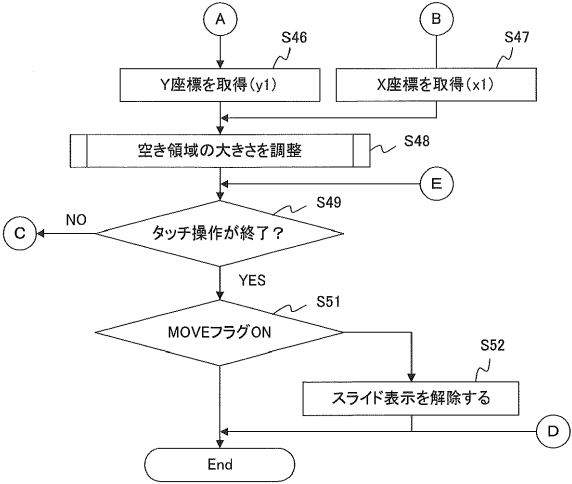 A
B
S46
S47
Y座標を取得(y1)
X座標を取得(x1)
空き領域の大きさを調整
S48
E
S49
NO
C
タッチ操作が終了?
YES
S51
MOVEフラグON
S52
スライド表示を解除する
D
End